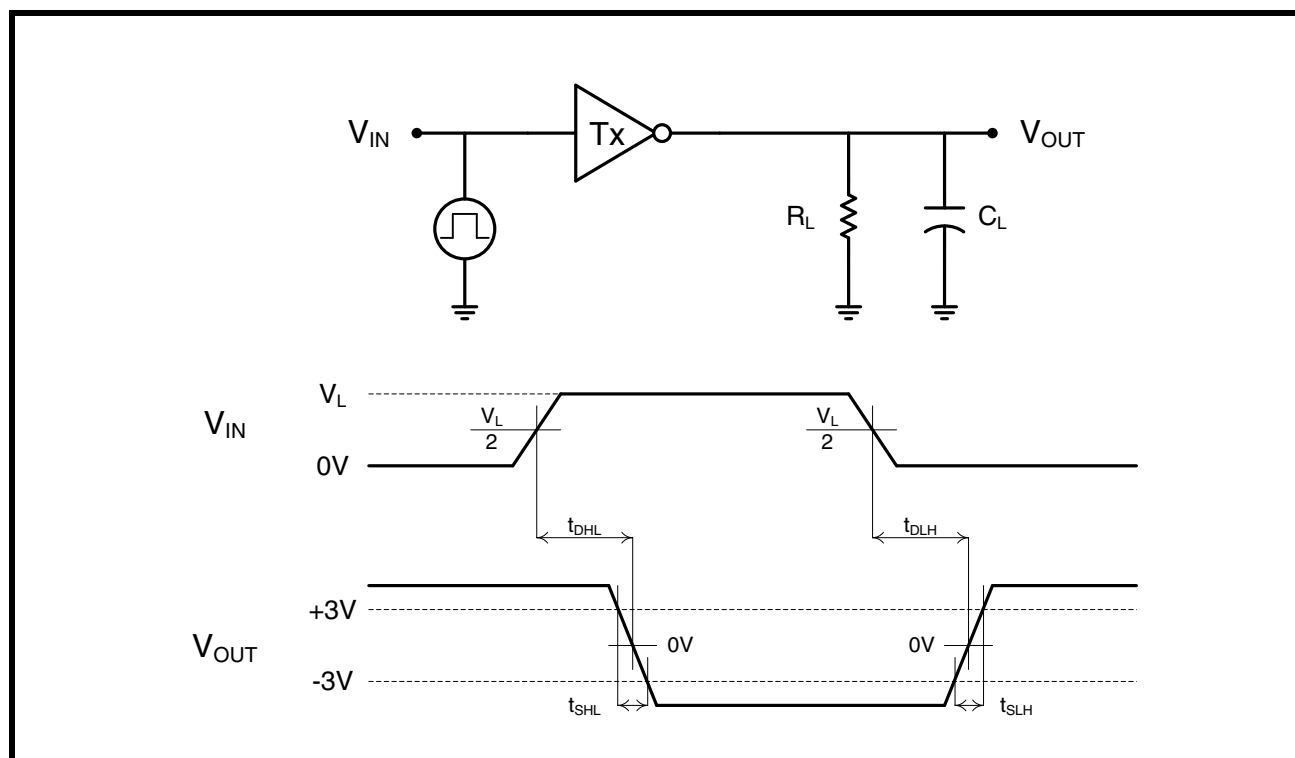 V_IN
Tx
V_OUT
R_L
C_L
V_L
V_IN
V_L
2
V_L
2
0V
t_DHL
t_DLH
+3V
V_OUT
0V
0V
-3V
t_SHL
t_SLH